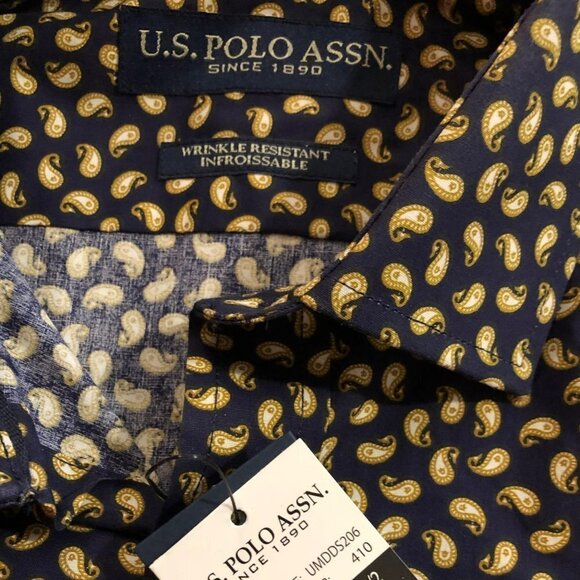 U.S. POLO ASSN.
SINCE 1890
WRINKLE RESISTANT
INFROISSABLE
U.S. POLO ASSN.
SINCE 1890
UMDDS206
410